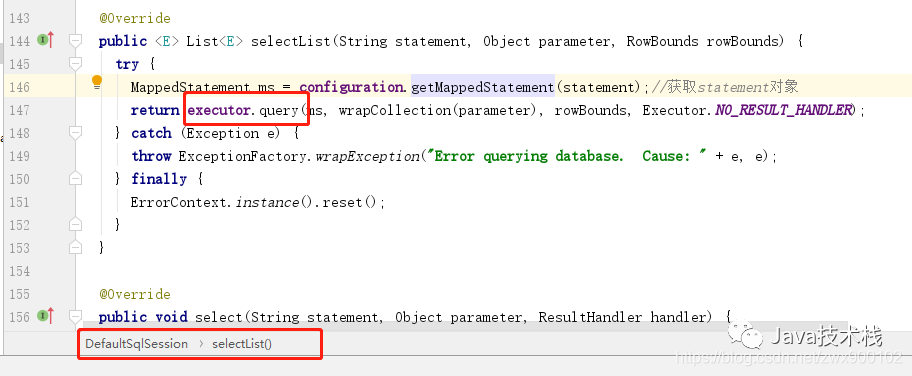 143 @Override
144 public <E> List<E> selectList(String statement, Object parameter, RowBounds rowBounds) {
145 try {
146 MappedStatement ms = configuration.getMappedStatement(statement);//获取statement对象
147 return executor.query(ms, wrapCollection(parameter), rowBounds, Executor.NO_RESULT_HANDLER);
148 } catch (Exception e) {
149 throw ExceptionFactory.wrapException("Error querying database.  Cause: " + e, e);
150 } finally {
151 ErrorContext.instance().reset();
152 }
153 }
154
155 @Override
156 public void select(String statement, Object parameter, ResultHandler handler) {
DefaultSqlSession › selectList()
Java技术栈
https://blog.csdn.net/zwx900102